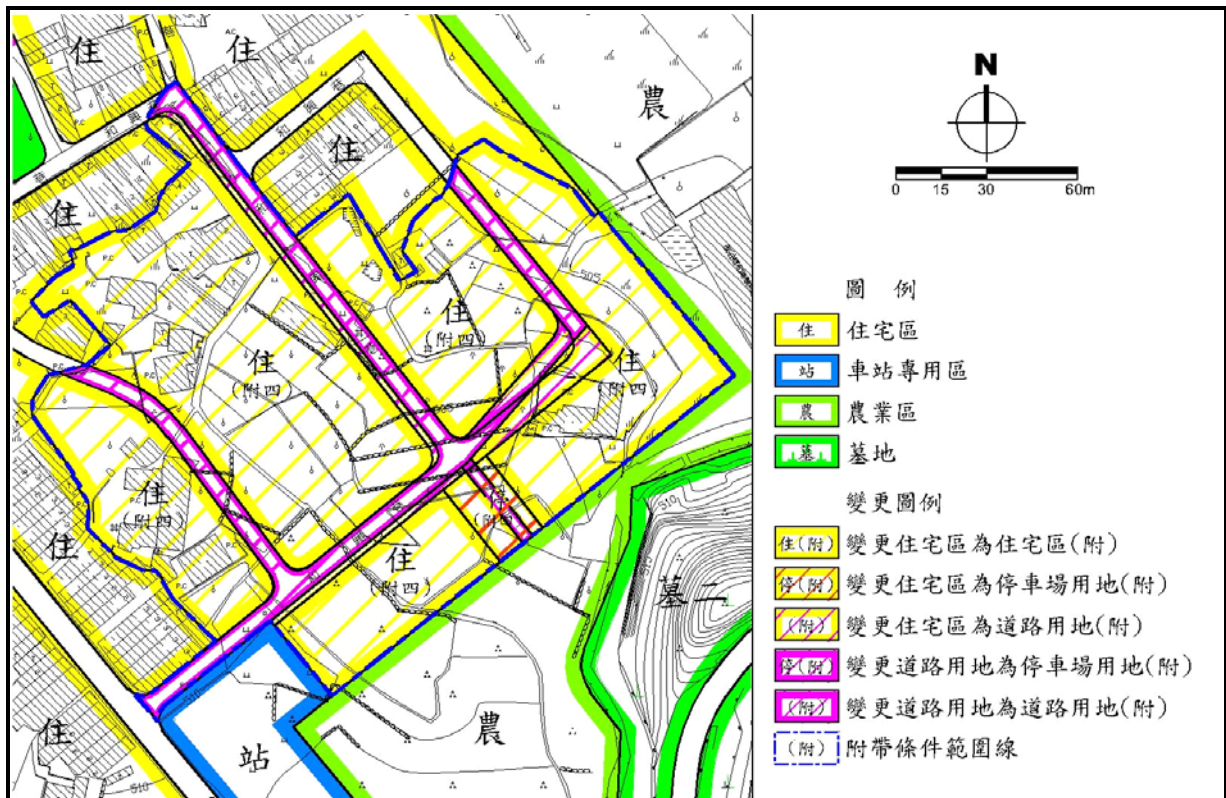 住
住
農
住
住
住
(附四)
住
(附四)
住
(附四)
停
(附四)
住
(附四)
住
(附四)
住
墓二
農
站
住
505
510
510
515
510
A.C
P.C
P.C
P.C
P.C
P.C
P.C
N
0 15 30 60m
圖 例
住 住宅區
站 車站專用區
農 農業區
墓 墓地
變更圖例
住(附) 變更住宅區為住宅區(附)
停(附) 變更住宅區為停車場用地(附)
(附) 變更住宅區為道路用地(附)
停(附) 變更道路用地為停車場用地(附)
(附) 變更道路用地為道路用地(附)
(附) 附帶條件範圍線